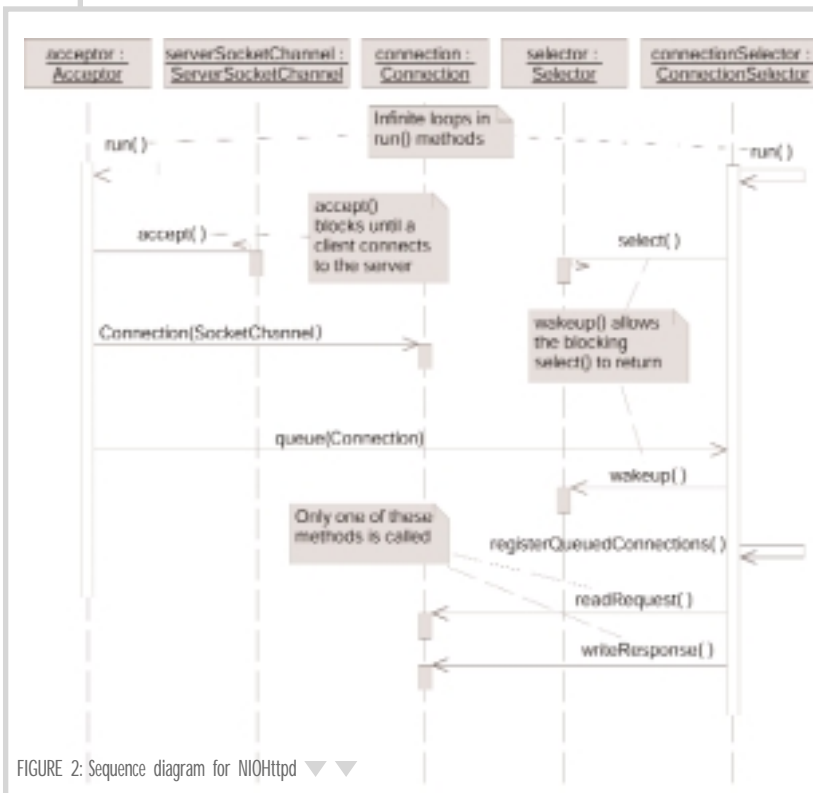 acceptor :
Acceptor
serverSocketChannel :
ServerSocketChannel
connection :
Connection
selector :
Selector
connectionSelector :
ConnectionSelector
Infinite loops in
run() methods
run( )
run( )
accept()
blocks until a
client connects
to the server
accept( )
select( )
wakeup() allows
the blocking
select() to return
Connection(SocketChannel)
queue(Connection)
wakeup( )
Only one of these
methods is called
registerQueuedConnections( )
readRequest( )
writeResponse( )
FIGURE 2: Sequence diagram for NIOHttpd